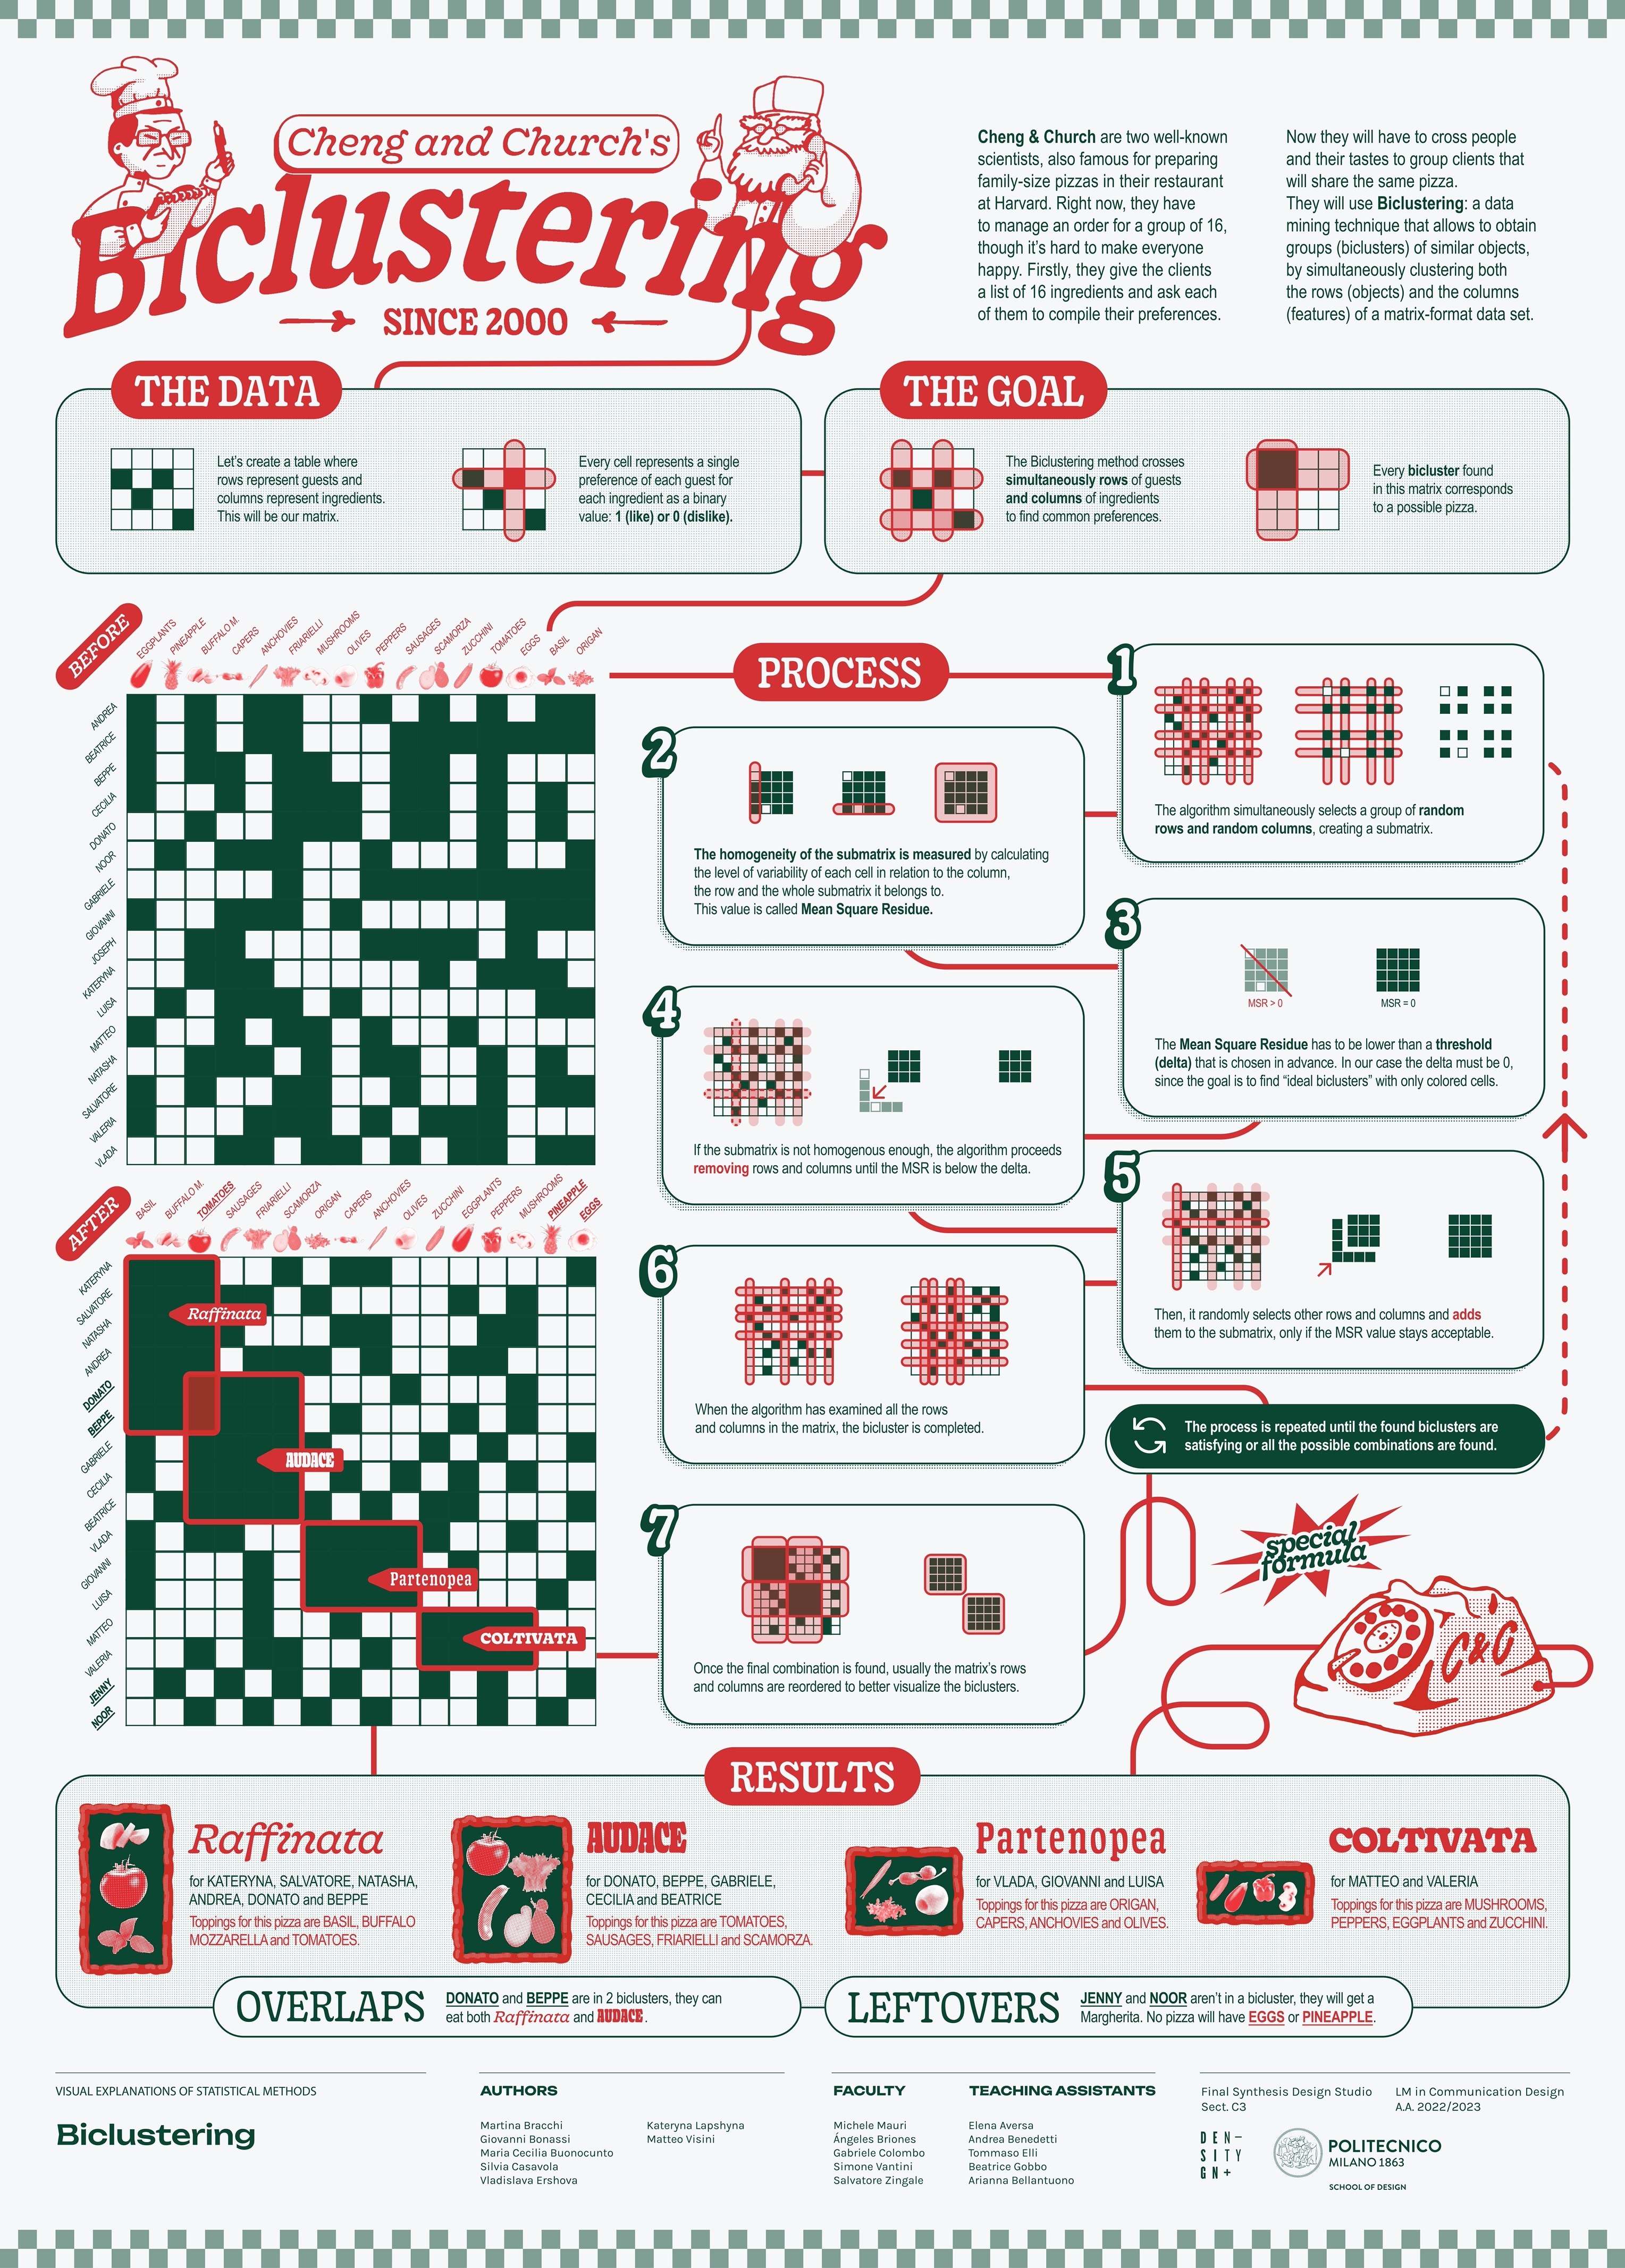 Cheng and Church's
Biclustering
SINCE 2000
Cheng & Church are two well-known
scientists, also famous for preparing
family-size pizzas in their restaurant
at Harvard. Right now, they have
to manage an order for a group of 16,
though it's hard to make everyone
happy. Firstly, they give the clients
a list of 16 ingredients and ask each
of them to compile their preferences.
Now they will have to cross people
and their tastes to group clients that
will share the same pizza.
They will use Biclustering: a data
mining technique that allows to obtain
groups (biclusters) of similar objects,
by simultaneously clustering both
the rows (objects) and the columns
(features) of a matrix-format data set.
THE DATA
Let's create a table where
rows represent guests and
columns represent ingredients.
This will be our matrix.
Every cell represents a single
preference of each guest for
each ingredient as a binary
value: 1 (like) or 0 (dislike).
THE GOAL
The Biclustering method crosses
simultaneously rows of guests
and columns of ingredients
to find common preferences.
Every bicluster found
in this matrix corresponds
to a possible pizza.
BEFORE
EGGPLANTS
PINEAPPLE
BUFFALO M.
CAPERS
ANCHOVIES
FRIARIELLI
MUSHROOMS
OLIVES
PEPPERS
SAUSAGES
SCAMORZA
ZUCCHINI
TOMATOES
EGGS
BASIL
ORIGAN
ANDREA
BEATRICE
BEPPE
CECILIA
DONATO
NOOR
GABRIELE
GIOVANNI
JOSEPH
KATERYNA
LUISA
MATTEO
NATASHA
SALVATORE
VALERIA
VLADA
PROCESS
1
The algorithm simultaneously selects a group of random
rows and random columns, creating a submatrix.
2
The homogeneity of the submatrix is measured by calculating
the level of variability of each cell in relation to the column,
the row and the whole submatrix it belongs to.
This value is called Mean Square Residue.
3
MSR > 0
MSR = 0
The Mean Square Residue has to be lower than a threshold
(delta) that is chosen in advance. In our case the delta must be 0,
since the goal is to find “ideal biclusters” with only colored cells.
4
If the submatrix is not homogenous enough, the algorithm proceeds
removing rows and columns until the MSR is below the delta.
5
Then, it randomly selects other rows and columns and adds
them to the submatrix, only if the MSR value stays acceptable.
6
When the algorithm has examined all the rows
and columns in the matrix, the bicluster is completed.
The process is repeated until the found biclusters are
satisfying or all the possible combinations are found.
7
Once the final combination is found, usually the matrix's rows
and columns are reordered to better visualize the biclusters.
special
formula
C&C
AFTER
BASIL
BUFFALO M.
TOMATOES
SAUSAGES
FRIARIELLI
SCAMORZA
ORIGAN
CAPERS
ANCHOVIES
OLIVES
ZUCCHINI
EGGPLANTS
PEPPERS
MUSHROOMS
PINEAPPLE
EGGS
KATERYNA
SALVATORE
NATASHA
ANDREA
DONATO
BEPPE
GABRIELE
CECILIA
BEATRICE
VLADA
GIOVANNI
LUISA
MATTEO
VALERIA
JENNY
NOOR
Raffinata
AUDACE
Partenopea
COLTIVATA
RESULTS
Raffinata
for KATERYNA, SALVATORE, NATASHA,
ANDREA, DONATO and BEPPE
Toppings for this pizza are BASIL, BUFFALO
MOZZARELLA and TOMATOES.
AUDACE
for DONATO, BEPPE, GABRIELE,
CECILIA and BEATRICE
Toppings for this pizza are TOMATOES,
SAUSAGES, FRIARIELLI and SCAMORZA.
Partenopea
for VLADA, GIOVANNI and LUISA
Toppings for this pizza are ORIGAN,
CAPERS, ANCHOVIES and OLIVES.
COLTIVATA
for MATTEO and VALERIA
Toppings for this pizza are MUSHROOMS,
PEPPERS, EGGPLANTS and ZUCCHINI.
OVERLAPS
DONATO and BEPPE are in 2 biclusters, they can
eat both Raffinata and AUDACE.
LEFTOVERS
JENNY and NOOR aren't in a bicluster, they will get a
Margherita. No pizza will have EGGS or PINEAPPLE.
VISUAL EXPLANATIONS OF STATISTICAL METHODS
Biclustering
AUTHORS
Martina Bracchi
Giovanni Bonassi
Maria Cecilia Buonocunto
Silvia Casavola
Vladislava Ershova
Kateryna Lapshyna
Matteo Visini
FACULTY
Michele Mauri
Ángeles Briones
Gabriele Colombo
Simone Vantini
Salvatore Zingale
TEACHING ASSISTANTS
Elena Aversa
Andrea Benedetti
Tommaso Elli
Beatrice Gobbo
Arianna Bellantuono
Final Synthesis Design Studio
Sect. C3
LM in Communication Design
A.A. 2022/2023
DEN–
SITY
GN+
POLITECNICO
MILANO 1863
SCHOOL OF DESIGN